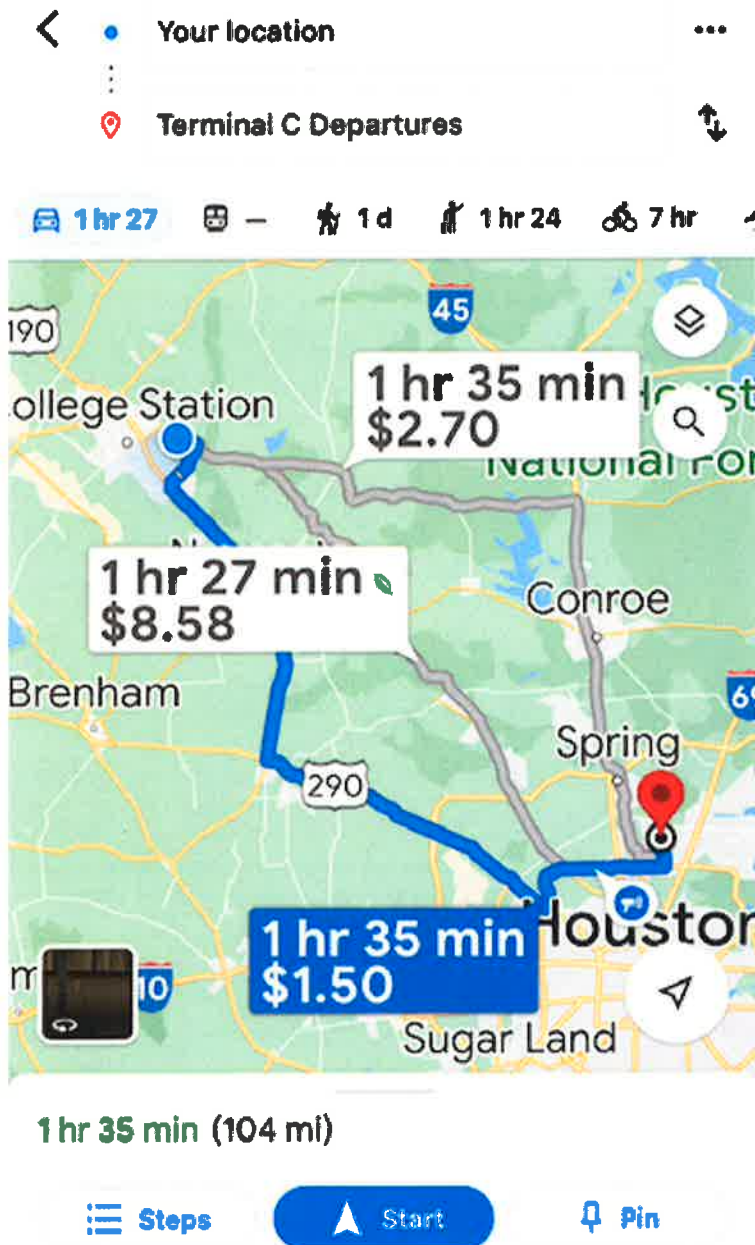 Your location
Terminal C Departures
1 hr 27
—
1 d
1 hr 24
7 hr
45
190
1 hr 35 min
$2.70
ollege Station
National For
1 hr 27 min
$8.58
Conroe
Brenham
69
Spring
290
1 hr 35 min
$1.50
Houston
10
Sugar Land
1 hr 35 min (104 mi)
Steps
Start
Pin